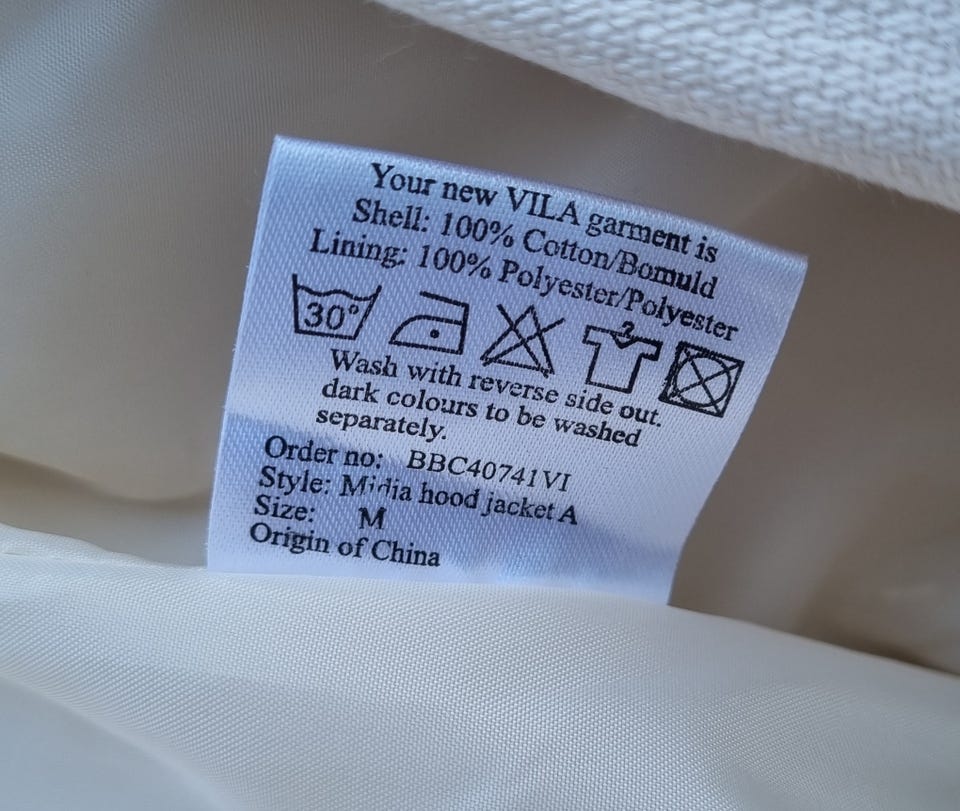 Your new VILA garment is
Shell: 100% Cotton/Bomuld
Lining: 100% Polyester/Polyester
30° 2
Wash with reverse side out.
dark colours to be washed
separately.
Order no: BBC40741VI
Style: Midia hood jacket A
Size: M
Origin of China